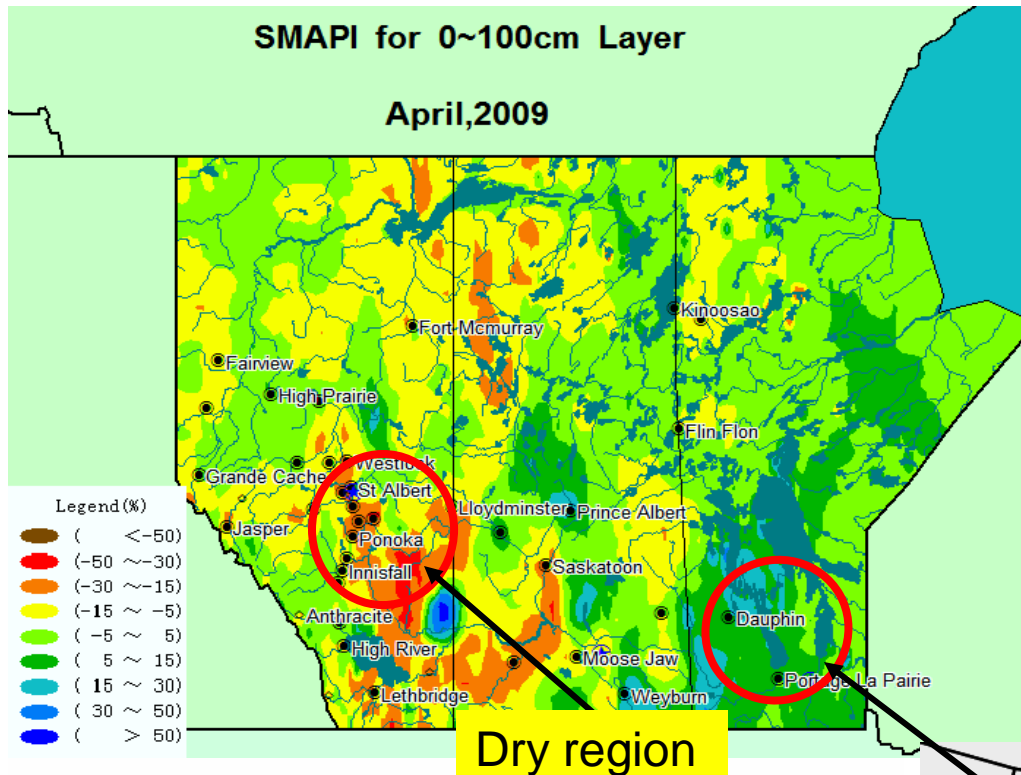 SMAPI for 0~100cm Layer
April,2009
Kinoosao
Fort Mcmurray
Fairview
High Prairie
Flin Flon
Westlock
Grande Cache
St Albert
Lloydminster
Prince Albert
Jasper
Ponoka
Saskatoon
Innisfall
Anthracite
Dauphin
High River
Moose Jaw
Portage La Pairie
Lethbridge
Weyburn
Legend(%)
( <-50)
(-50 ~-30)
(-30 ~-15)
(-15 ~ -5)
( -5 ~ 5)
( 5 ~ 15)
( 15 ~ 30)
( 30 ~ 50)
( > 50)
Dry region